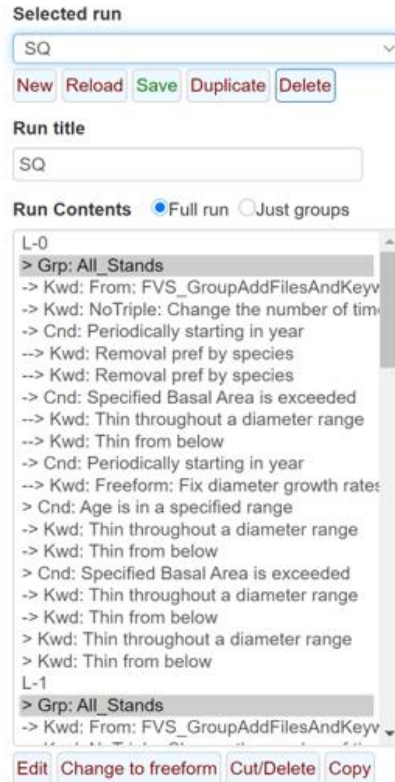 Selected run
SQ
New Reload Save Duplicate Delete
Run title
SQ
Run Contents Full run Just groups
L-0
> Grp: All_Stands
-> Kwd: From: FVS_GroupAddFilesAndKeyw
-> Kwd: NoTriple: Change the number of tim
-> Cnd: Periodically starting in year
--> Kwd: Removal pref by species
--> Kwd: Removal pref by species
-> Cnd: Specified Basal Area is exceeded
--> Kwd: Thin throughout a diameter range
--> Kwd: Thin from below
-> Cnd: Periodically starting in year
--> Kwd: Freeform: Fix diameter growth rates
> Cnd: Age is in a specified range
-> Kwd: Thin throughout a diameter range
-> Kwd: Thin from below
> Cnd: Specified Basal Area is exceeded
-> Kwd: Thin throughout a diameter range
-> Kwd: Thin from below
> Kwd: Thin throughout a diameter range
> Kwd: Thin from below
L-1
> Grp: All_Stands
-> Kwd: From: FVS_GroupAddFilesAndKeyw
Edit Change to freeform Cut/Delete Copy